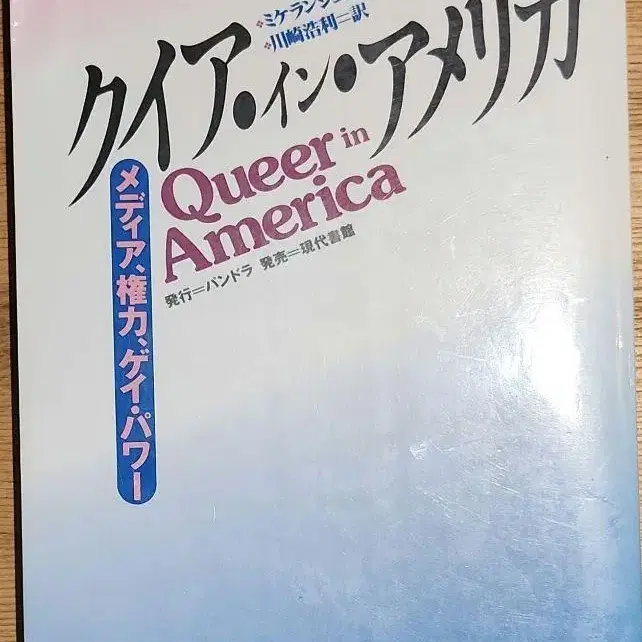 ❖ミケランジェ
❖川崎浩利=訳
クイア・イン・アメリカ
Queer in
America
発行=パンドラ 発売=現代書館
メディア、権力、ゲイ・パワー